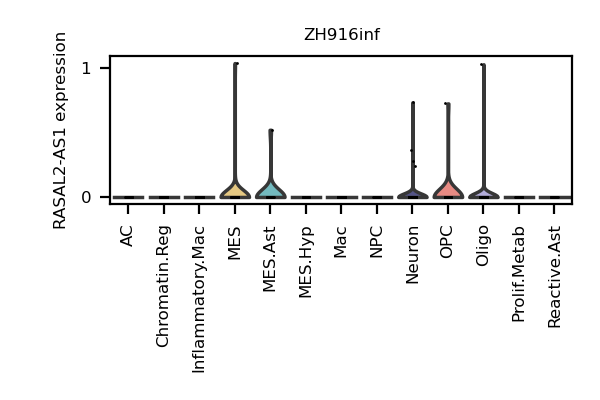 ZH916inf
RASAL2-AS1 expression
1
0
AC
Chromatin.Reg
Inflammatory.Mac
MES
MES.Ast
MES.Hyp
Mac
NPC
Neuron
OPC
Oligo
Prolif.Metab
Reactive.Ast